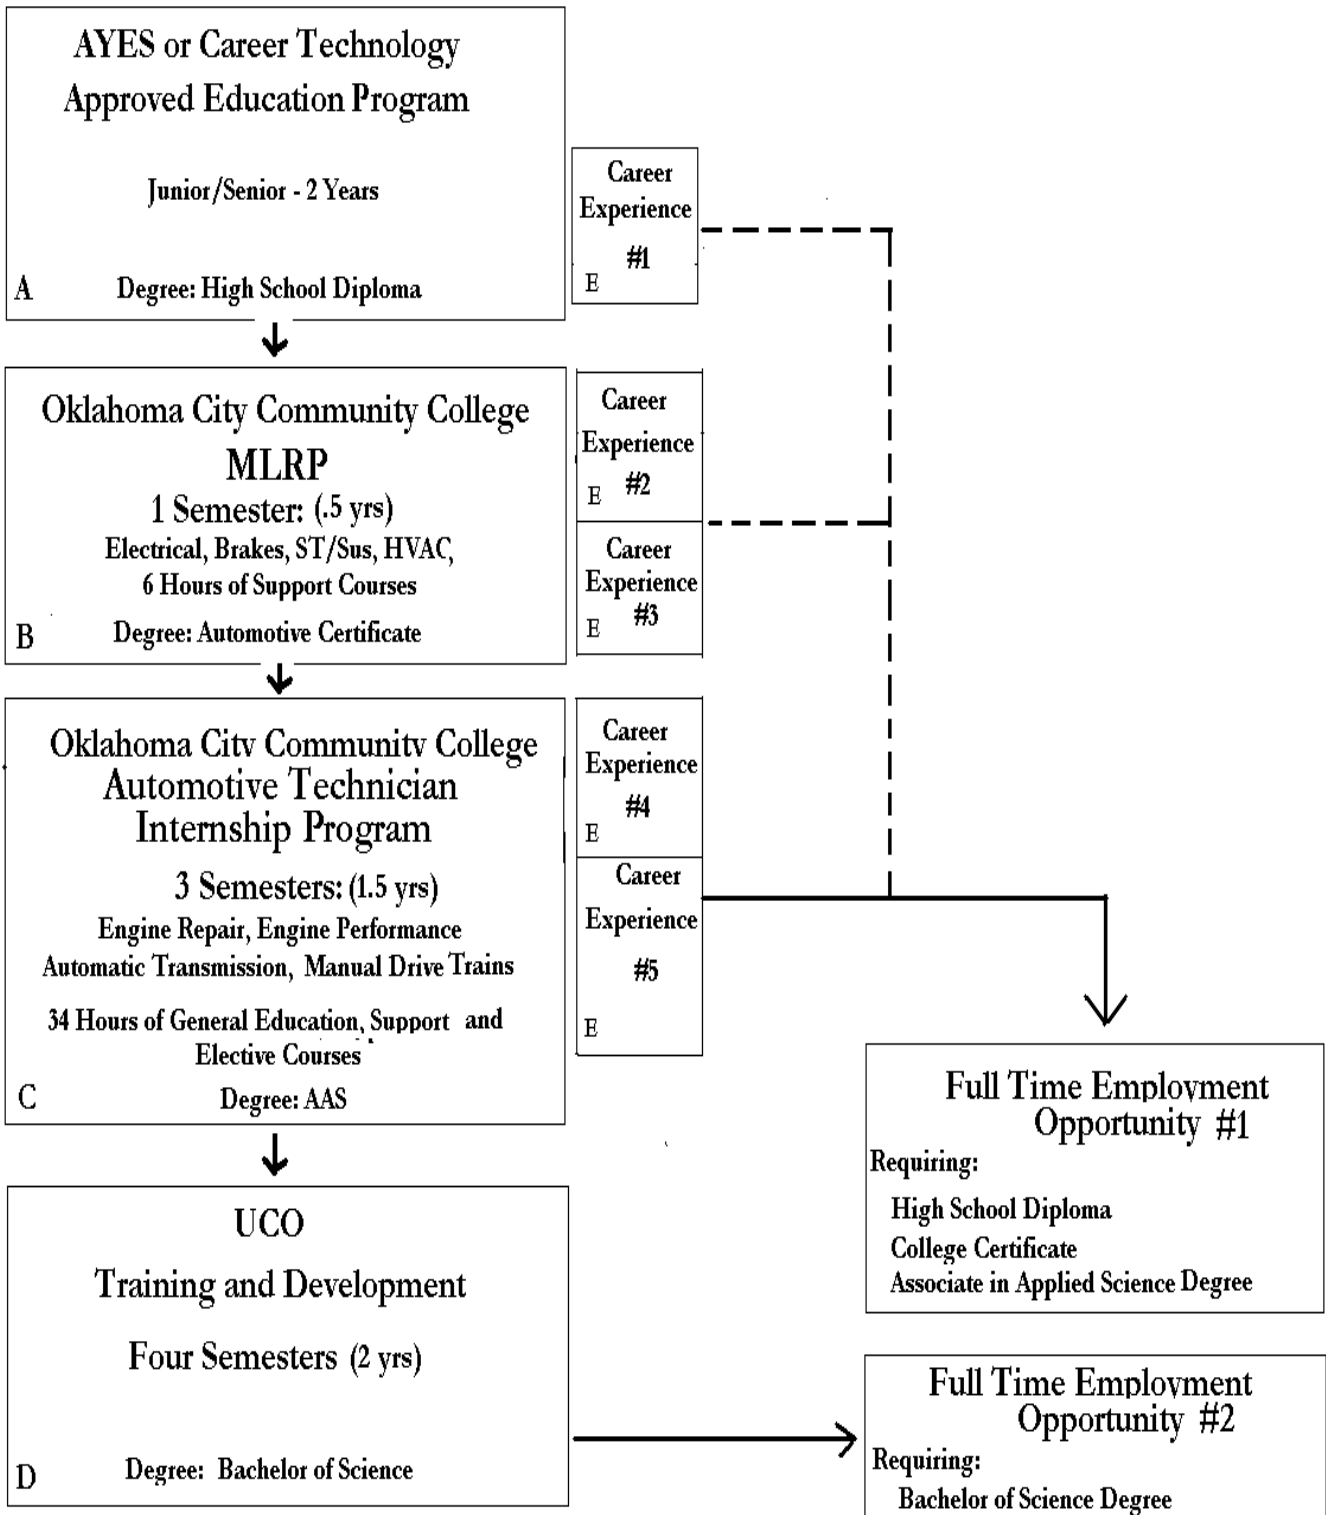 AYES or Career Technology
Approved Education Program
Junior/Senior - 2 Years
A
Degree: High School Diploma
Career
Experience
#1
E
Oklahoma City Community College
MLRP
1 Semester: (.5 yrs)
Electrical, Brakes, ST/Sus, HVAC,
6 Hours of Support Courses
B
Degree: Automotive Certificate
Career
Experience
#2
E
Career
Experience
#3
E
Oklahoma City Community College
Automotive Technician
Internship Program
3 Semesters: (1.5 yrs)
Engine Repair, Engine Performance
Automatic Transmission, Manual Drive Trains
34 Hours of General Education, Support and
Elective Courses
C
Degree: AAS
Career
Experience
#4
E
Career
Experience
#5
E
Full Time Employment
Opportunity #1
Requiring:
High School Diploma
College Certificate
Associate in Applied Science Degree
UCO
Training and Development
Four Semesters (2 yrs)
D
Degree: Bachelor of Science
Full Time Employment
Opportunity #2
Requiring:
Bachelor of Science Degree